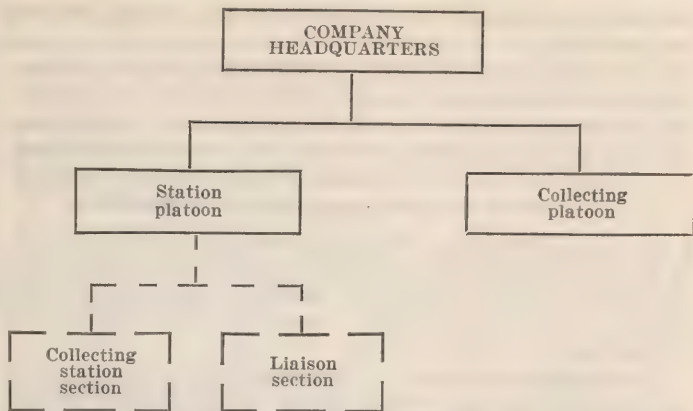 COMPANY
HEADQUARTERS
Station
platoon
Collecting
platoon
Collecting
station
section
Liaison
section